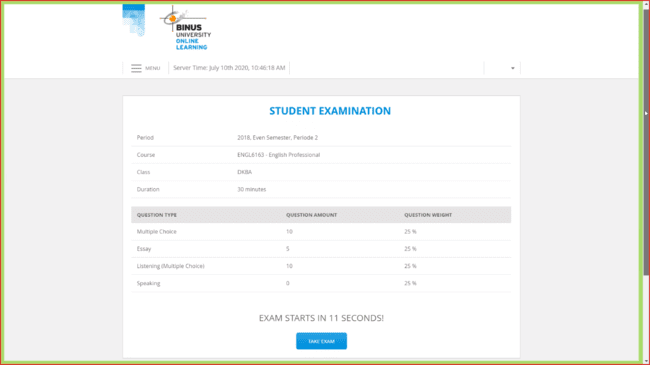 BINUS
UNIVERSITY
ONLINE
LEARNING
MENU Server Time: July 10th 2020, 10:46:18 AM
STUDENT EXAMINATION
Period 2018, Even Semester, Periode 2
Course ENGL6163 - English Professional
Class DKBA
Duration 30 minutes
QUESTION TYPE QUESTION AMOUNT QUESTION WEIGHT
Multiple Choice 10 25 %
Essay 5 25 %
Listening (Multiple Choice) 10 25 %
Speaking 0 25 %
EXAM STARTS IN 11 SECONDS!
TAKE EXAM